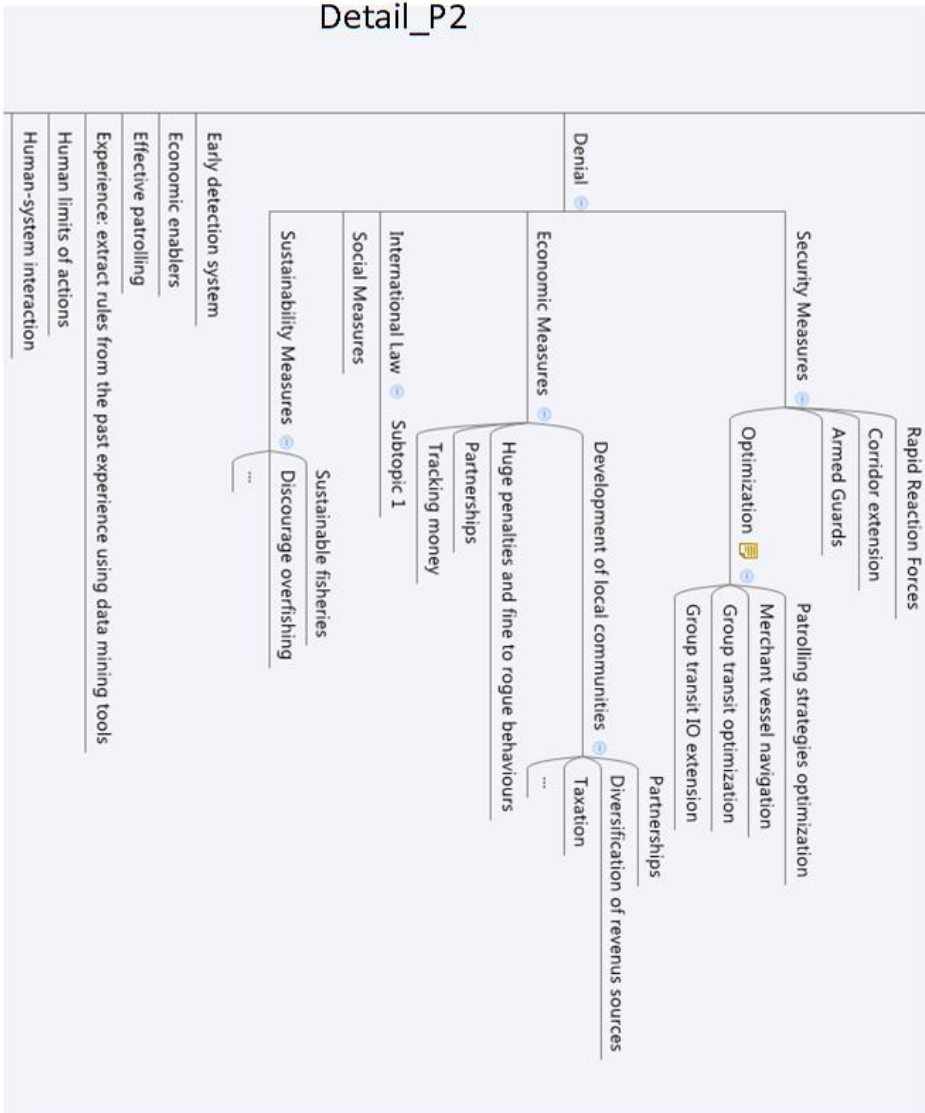 Detail_P2
Rapid Reaction Forces
Corridor extension
Security Measures
Armed Guards
Optimization
Patrolling strategies optimization
Merchant vessel navigation
Group transit optimization
Group transit IO extension
Denial
Economic Measures
Development of local communities
Partnerships
Diversification of revenus sources
Taxation
...
Huge penalties and fine to rogue behaviours
Partnerships
Tracking money
International Law
Subtopic 1
Social Measures
Sustainability Measures
Sustainable fisheries
Discourage overfishing
...
Early detection system
Economic enablers
Effective patrolling
Experience: extract rules from the past experience using data mining tools
Human limits of actions
Human-system interaction